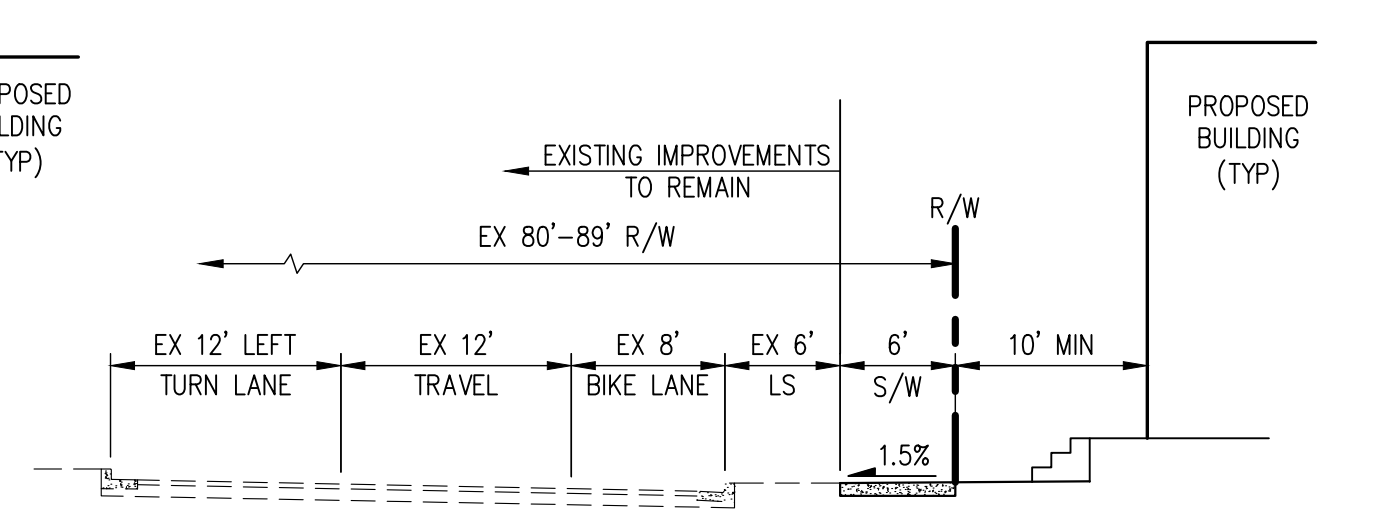 POSED
LDING
TYP)
PROPOSED
BUILDING
(TYP)
EXISTING IMPROVEMENTS
TO REMAIN
R/W
EX 80'-89' R/W
EX 12' LEFT
TURN LANE
EX 12'
TRAVEL
EX 8'
BIKE LANE
EX 6'
LS
6'
S/W
10' MIN
1.5%